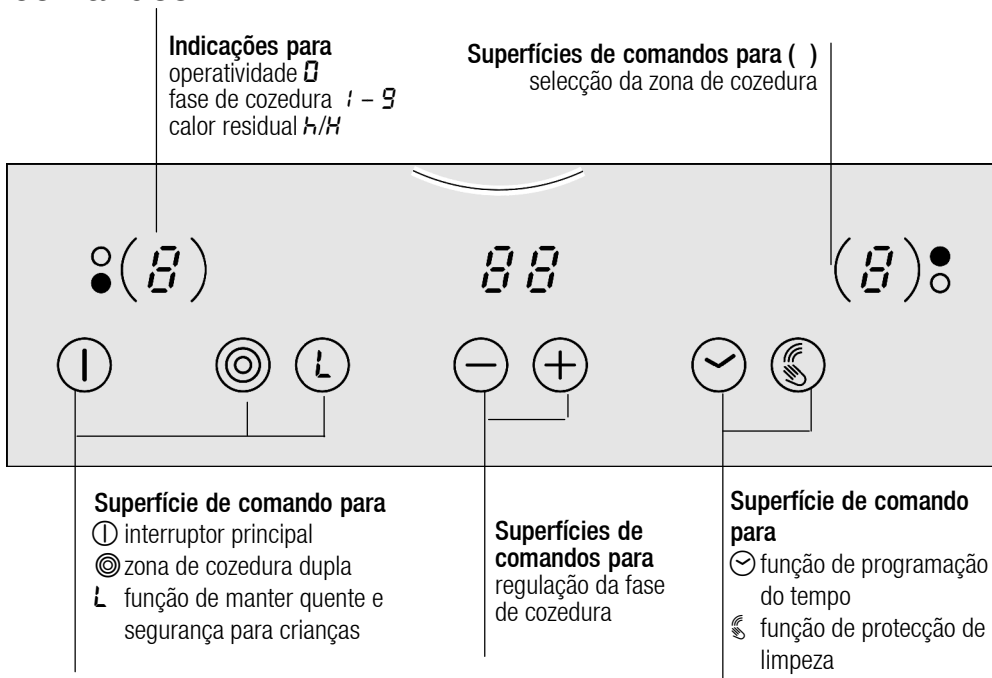 Indicações para
operatividade 0
fase de cozedura 1 – 9
calor residual h/H
Superfícies de comandos para ( )
selecção da zona de cozedura
(8)
88
(8)
L
Superfície de comando para
interruptor principal
zona de cozedura dupla
L função de manter quente e
segurança para crianças
Superfícies de
comandos para
regulação da fase
de cozedura
Superfície de comando
para
função de programação
do tempo
função de protecção de
limpeza